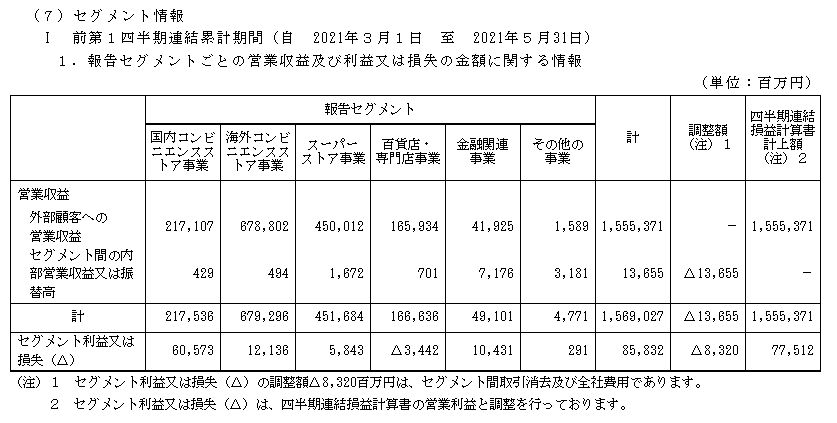 （７）セグメント情報
Ⅰ　前第１四半期連結累計期間（自　2021年３月１日　至　2021年５月31日）
１．報告セグメントごとの営業収益及び利益又は損失の金額に関する情報
（単位：百万円）
報告セグメント
国内コンビニエンスストア事業　海外コンビニエンスストア事業　スーパーストア事業　百貨店・専門店事業　金融関連事業　その他の事業　計　調整額（注）１　四半期連結損益計算書計上額（注）２
営業収益
外部顧客への営業収益　217,107　678,802　450,012　165,934　41,925　1,589　1,555,371　－　1,555,371
セグメント間の内部営業収益又は振替高　429　494　1,672　701　7,176　3,181　13,655　△13,655　－
計　217,536　679,296　451,684　166,636　49,101　4,771　1,569,027　△13,655　1,555,371
セグメント利益又は損失（△）　60,573　12,136　5,843　△3,442　10,431　291　85,832　△8,320　77,512
（注）１　セグメント利益又は損失（△）の調整額△8,320百万円は、セグメント間取引消去及び全社費用であります。
２　セグメント利益又は損失（△）は、四半期連結損益計算書の営業利益と調整を行っております。